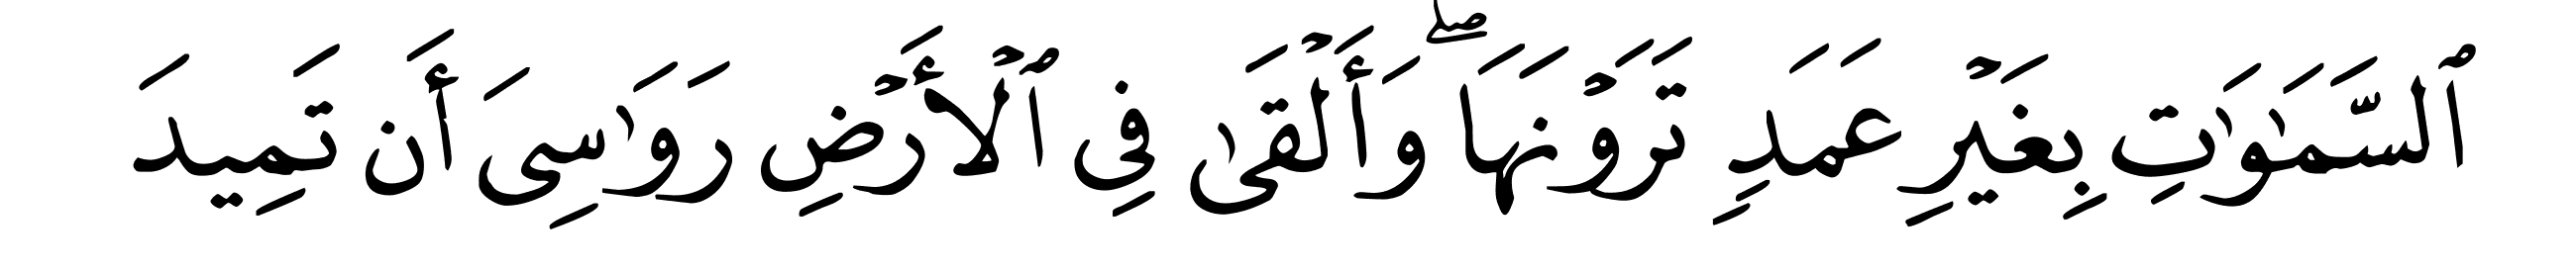 ٱلسَّمَٰوَٰتِ بِغَيْرِ عَمَدٍ تَرَوْنَهَا ۖ وَأَلْقَىٰ فِى ٱلْأَرْضِ رَوَٰسِىَ أَن تَمِيدَ